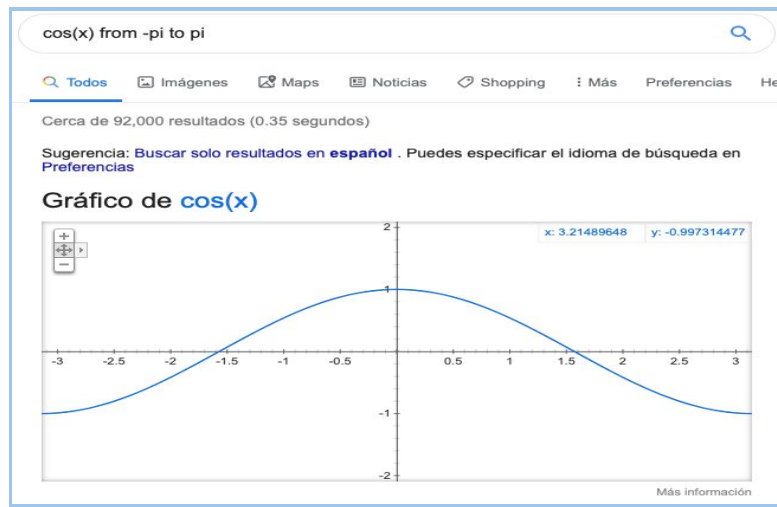 cos(x) from -pi to pi
Todos Imágenes Maps Noticias Shopping Más Preferencias He
Cerca de 92,000 resultados (0.35 segundos)
Sugerencia: Buscar solo resultados en español . Puedes especificar el idioma de búsqueda en
Preferencias
Gráfico de cos(x)
x: 3.21489648 y: -0.997314477
2
1
-3 -2.5 -2 -1.5 -1 -0.5 0.5 1 1.5 2 2.5 3
-1
-2
Más información